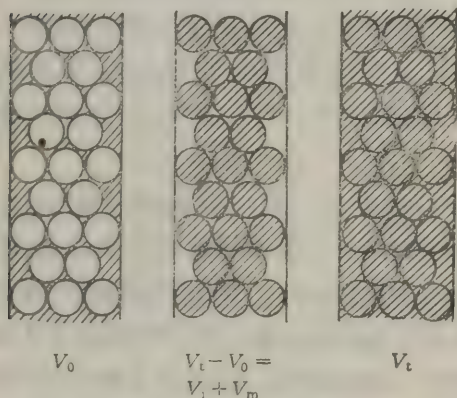 V₀
Vₜ − V₀ =
Vᵢ + Vₘ
Vₜ